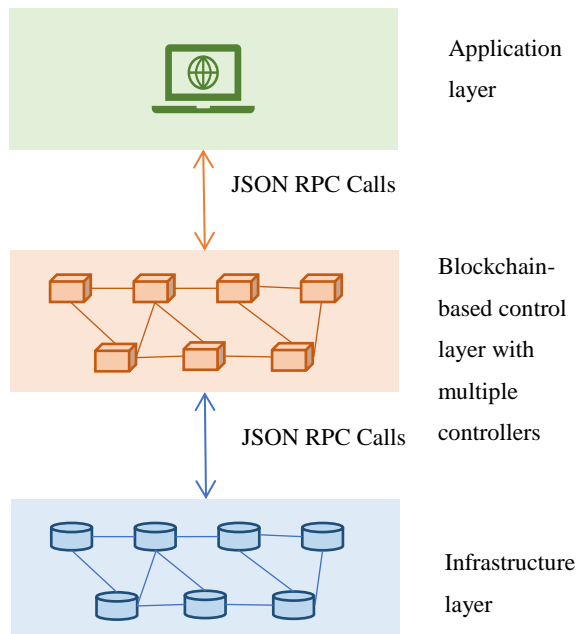 Application
layer
JSON RPC Calls
Blockchain-
based control
layer with
multiple
controllers
JSON RPC Calls
Infrastructure
layer